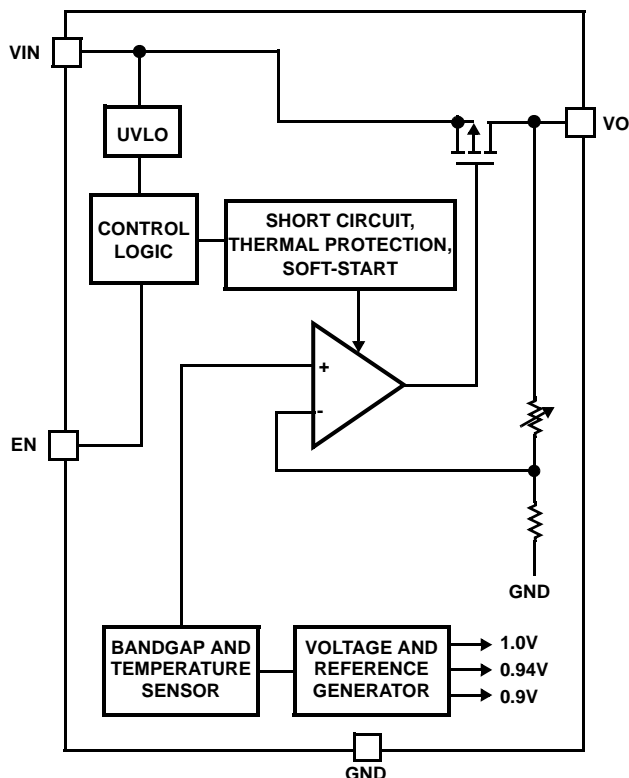 VIN
UVLO
VO
CONTROL
LOGIC
SHORT CIRCUIT,
THERMAL PROTECTION,
SOFT-START
+
-
EN
GND
BANDGAP AND
TEMPERATURE
SENSOR
VOLTAGE AND
REFERENCE
GENERATOR
1.0V
0.94V
0.9V
GND